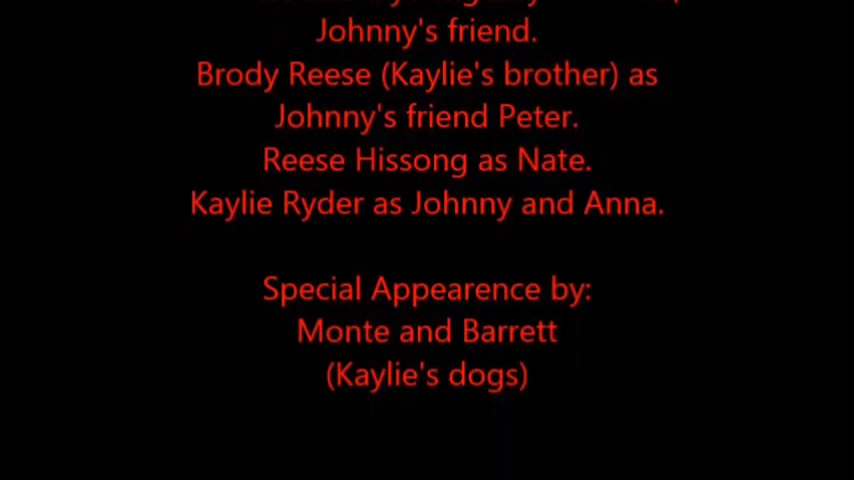 Johnny's friend.
Brody Reese (Kaylie's brother) as
Johnny's friend Peter.
Reese Hissong as Nate.
Kaylie Ryder as Johnny and Anna.
Special Appearence by:
Monte and Barrett
(Kaylie's dogs)